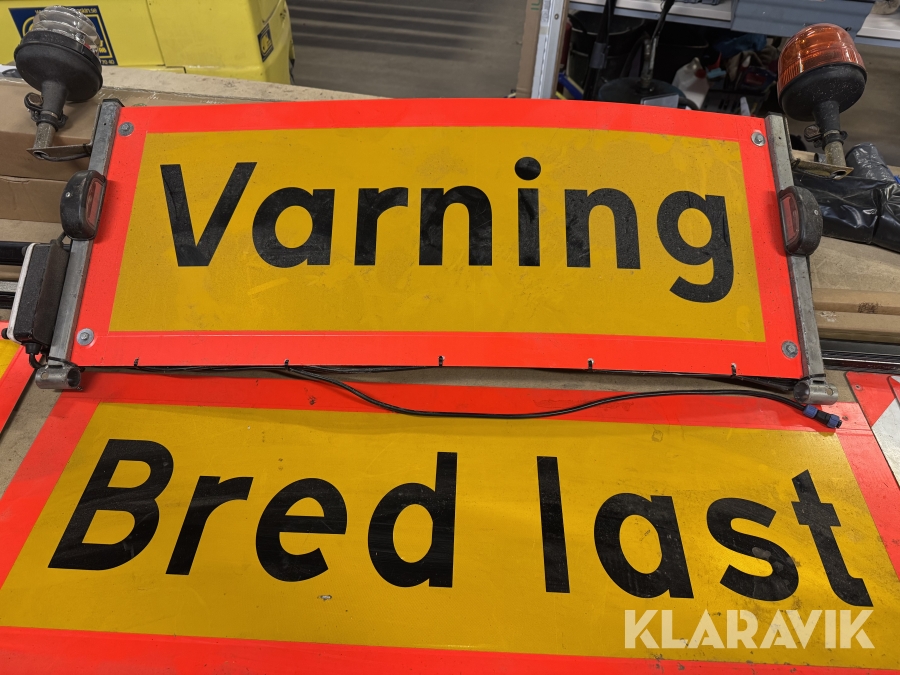 Varning
Bred last
KLARAVIK